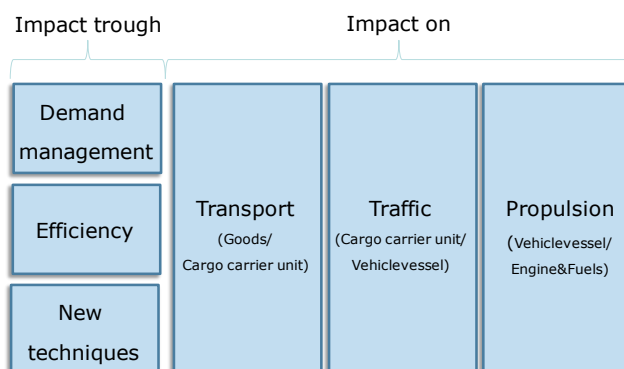 Impact trough
Impact on
Demand
management
Efficiency
New
techniques
Transport
(Goods/
Cargo carrier unit)
Traffic
(Cargo carrier unit/
Vehiclevessel)
Propulsion
(Vehiclevessel/
Engine&Fuels)